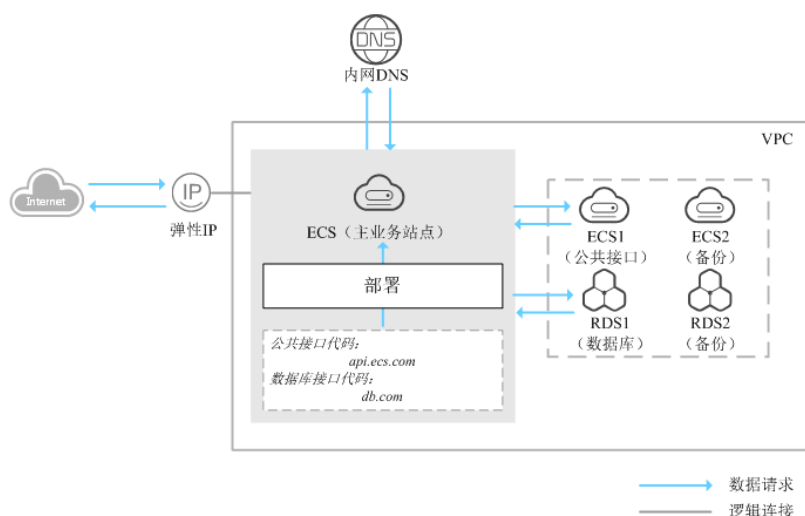 DNS
内网DNS
VPC
Internet
IP
弹性IP
ECS（主业务站点）
部署
公共接口代码：
api.ecs.com
数据库接口代码：
db.com
ECS1
（公共接口）
ECS2
（备份）
RDS1
（数据库）
RDS2
（备份）
数据请求
逻辑连接